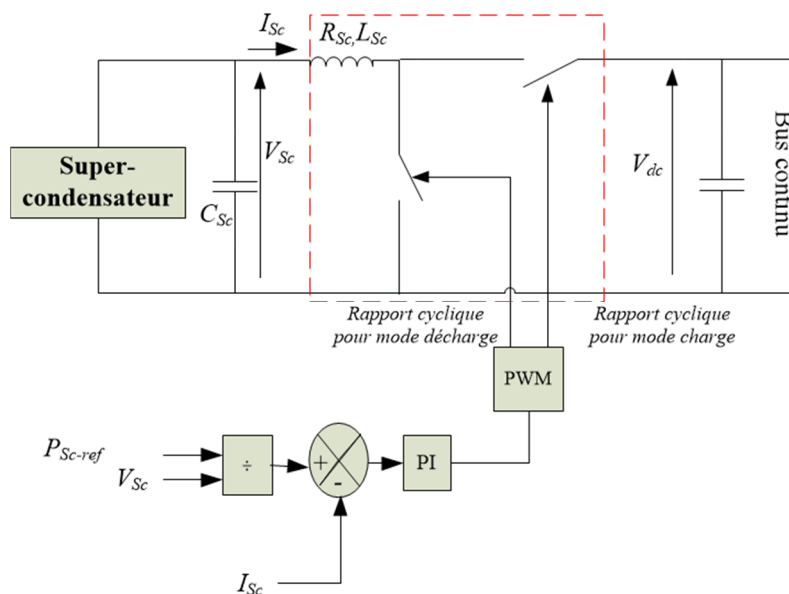 I_Sc
R_Sc,L_Sc
Super-
condensateur
C_Sc
V_Sc
V_dc
Bus continu
Rapport cyclique
pour mode décharge
Rapport cyclique
pour mode charge
PWM
P_Sc-ref
V_Sc
÷
+
-
PI
I_Sc